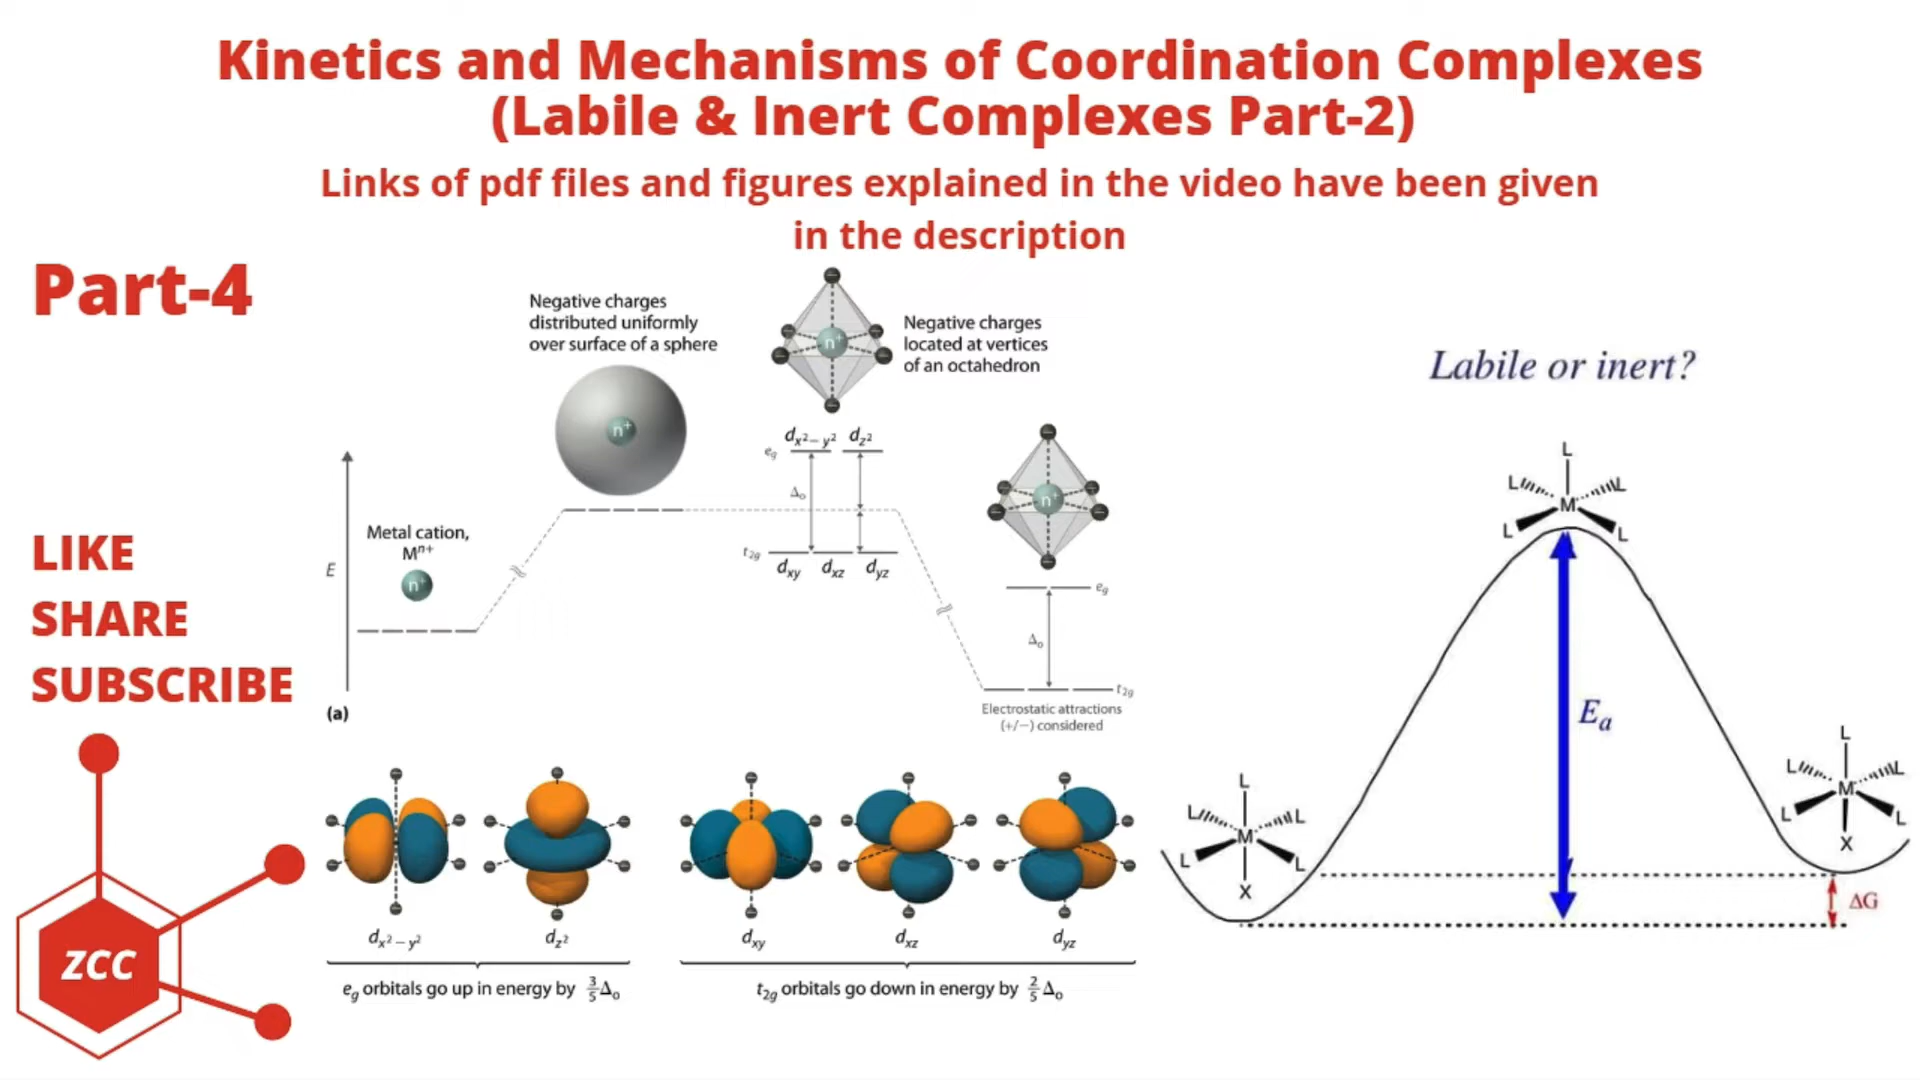 Kinetics and Mechanisms of Coordination Complexes
(Labile & Inert Complexes Part-2)
Links of pdf files and figures explained in the video have been given
in the description
Part-4
LIKE
SHARE
SUBSCRIBE
ZCC
Negative charges
distributed uniformly
over surface of a sphere
n⁺
Metal cation,
Mⁿ⁺
n⁺
E
(a)
n⁺
Negative charges
located at vertices
of an octahedron
dx²–y² dz²
eg
Δo
t2g
dxy dxz dyz
n⁺
eg
Δo
t2g
Electrostatic attractions
(+/−) considered
dx²–y² dz² dxy dxz dyz
eg orbitals go up in energy by 3/5 Δo
t2g orbitals go down in energy by 2/5 Δo
Labile or inert?
L
L L
M
L L
Ea
L
L L
M
L L
X
L
L L
M
L L
X
ΔG